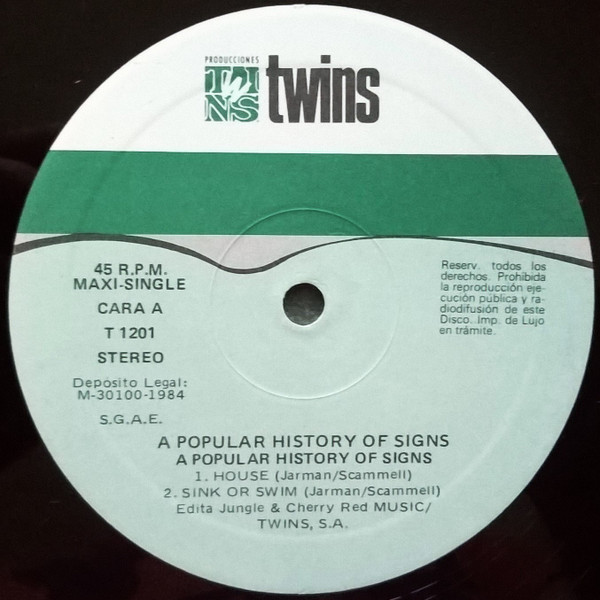 PRODUCCIONES
TWINS
twins
45 R.P.M.
MAXI-SINGLE
CARA A
T 1201
STEREO
Depósito Legal:
M-30100-1984
S.G.A.E.
Reserv. todos los
derechos. Prohibida
la reproducción eje-
cución pública y ra-
diodifusión de este
Disco. Imp. de Lujo
en trámite.
A POPULAR HISTORY OF SIGNS
A POPULAR HISTORY OF SIGNS
1. HOUSE (Jarman/Scammell)
2. SINK OR SWIM (Jarman/Scammell)
Edita Jungle & Cherry Red MUSIC/
TWINS, S.A.